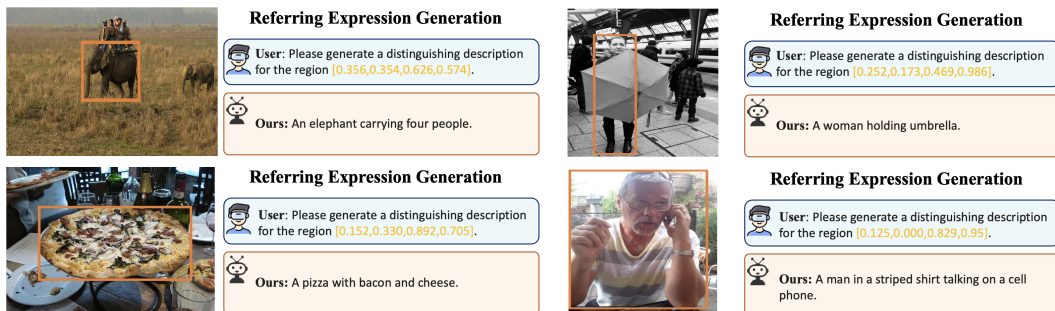 Referring Expression Generation
User: Please generate a distinguishing description
for the region [0.356,0.354,0.626,0.574].
Ours: An elephant carrying four people.
Referring Expression Generation
User: Please generate a distinguishing description
for the region [0.252,0.173,0.469,0.986].
Ours: A woman holding umbrella.
Referring Expression Generation
User: Please generate a distinguishing description
for the region [0.152,0.330,0.892,0.705].
Ours: A pizza with bacon and cheese.
Referring Expression Generation
User: Please generate a distinguishing description
for the region [0.125,0.000,0.829,0.95].
Ours: A man in a striped shirt talking on a cell
phone.